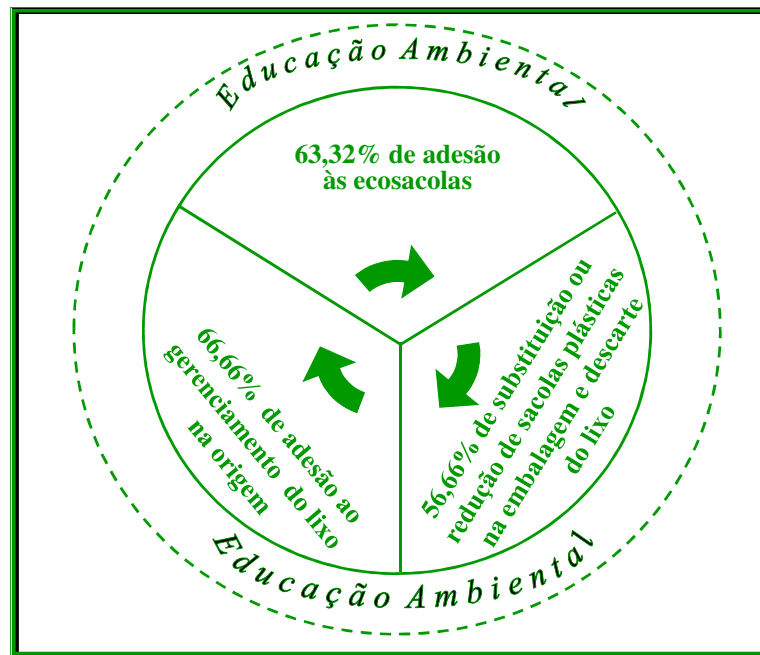 Educação Ambiental
63,32% de adesão
às ecosacolas
56,66% de substituição ou
redução de sacolas plásticas
na embalagem e descarte
do lixo
66,66% de adesão ao
gerenciamento do lixo
na origem
Educação Ambiental